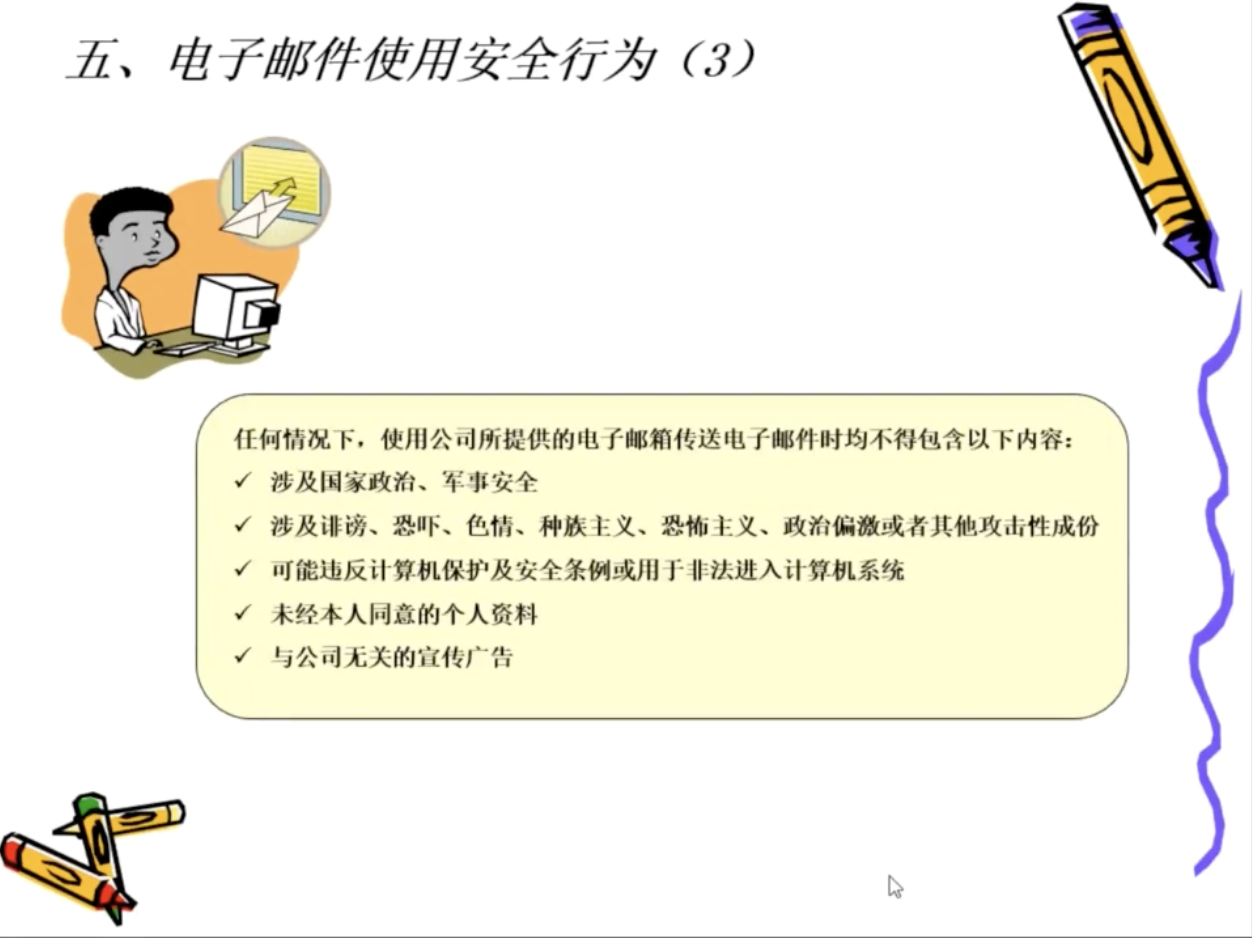 五、电子邮件使用安全行为（3）
任何情况下，使用公司所提供的电子邮箱传送电子邮件时均不得包含以下内容：
✓ 涉及国家政治、军事安全
✓ 涉及诽谤、恐吓、色情、种族主义、恐怖主义、政治偏激或者其他攻击性成份
✓ 可能违反计算机保护及安全条例或用于非法进入计算机系统
✓ 未经本人同意的个人资料
✓ 与公司无关的宣传广告